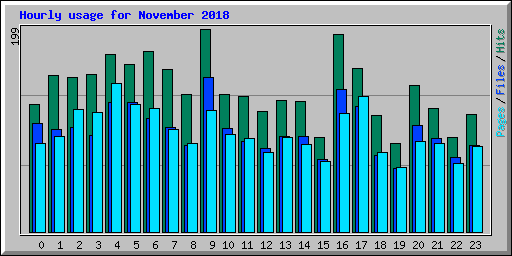 Hourly usage for November 2018
199
Pages/Files/Hits
0 1 2 3 4 5 6 7 8 9 10 11 12 13 14 15 16 17 18 19 20 21 22 23